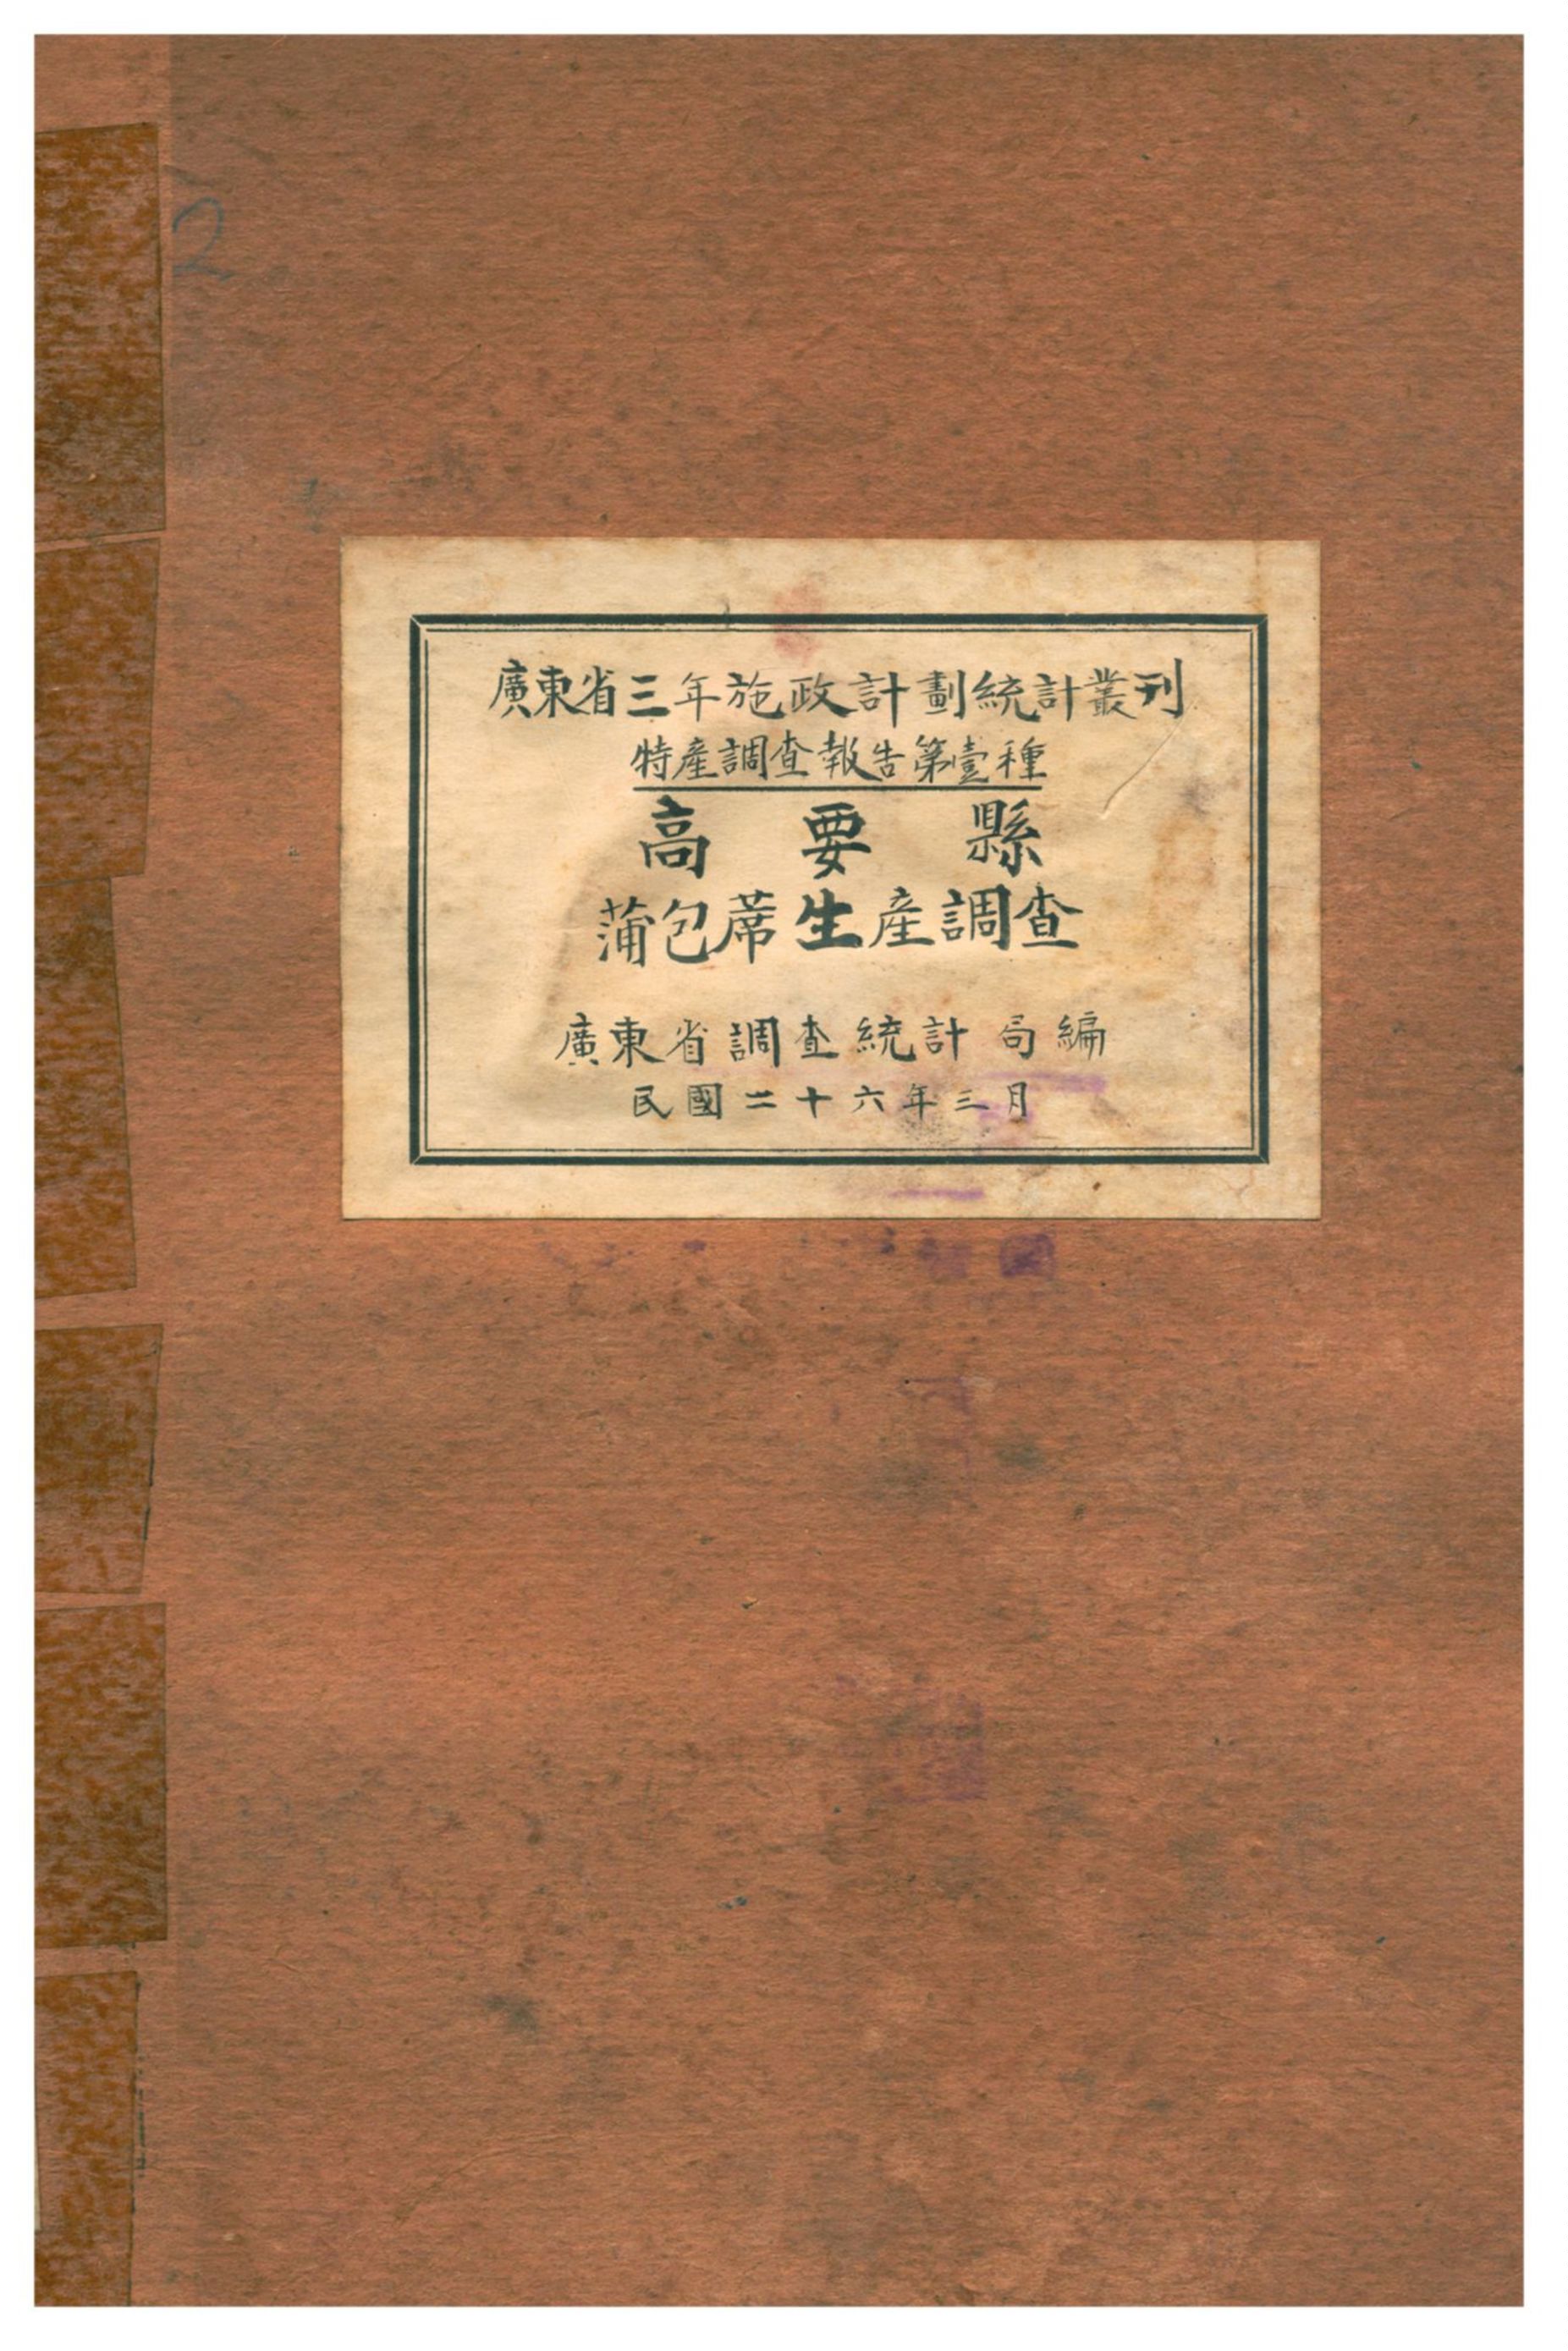 2
廣東省三年施政計劃統計叢刊
特產調查報告第壹種
高要縣
蒲包蓆生產調查
廣東省調查統計局編
民國二十六年三月